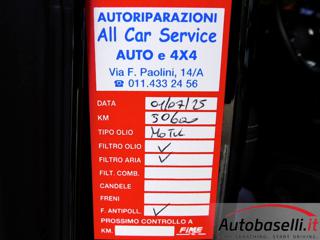 AUTORIPARAZIONI
All Car Service
AUTO e 4X4
Via F. Paolini, 14/A
☎ 011.433 24 56
DATA 01/07/25
KM
TIPO OLIO MOTUL
FILTRO OLIO ✓
FILTRO ARIA ✓
FILT. COMB.
CANDELE
FRENI
F. ANTIPOLL. ✓
PROSSIMO CONTROLLO A
KM. FIME
Autobaselli.it